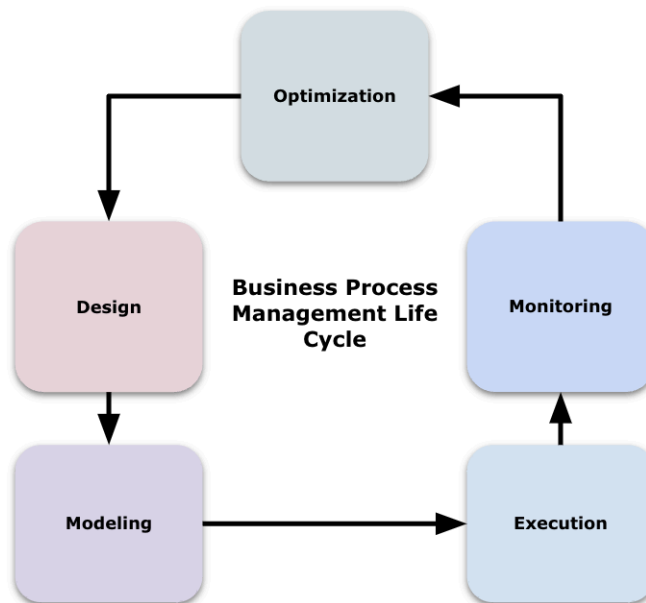 Optimization
Design
Business Process
Management Life
Cycle
Monitoring
Modeling
Execution